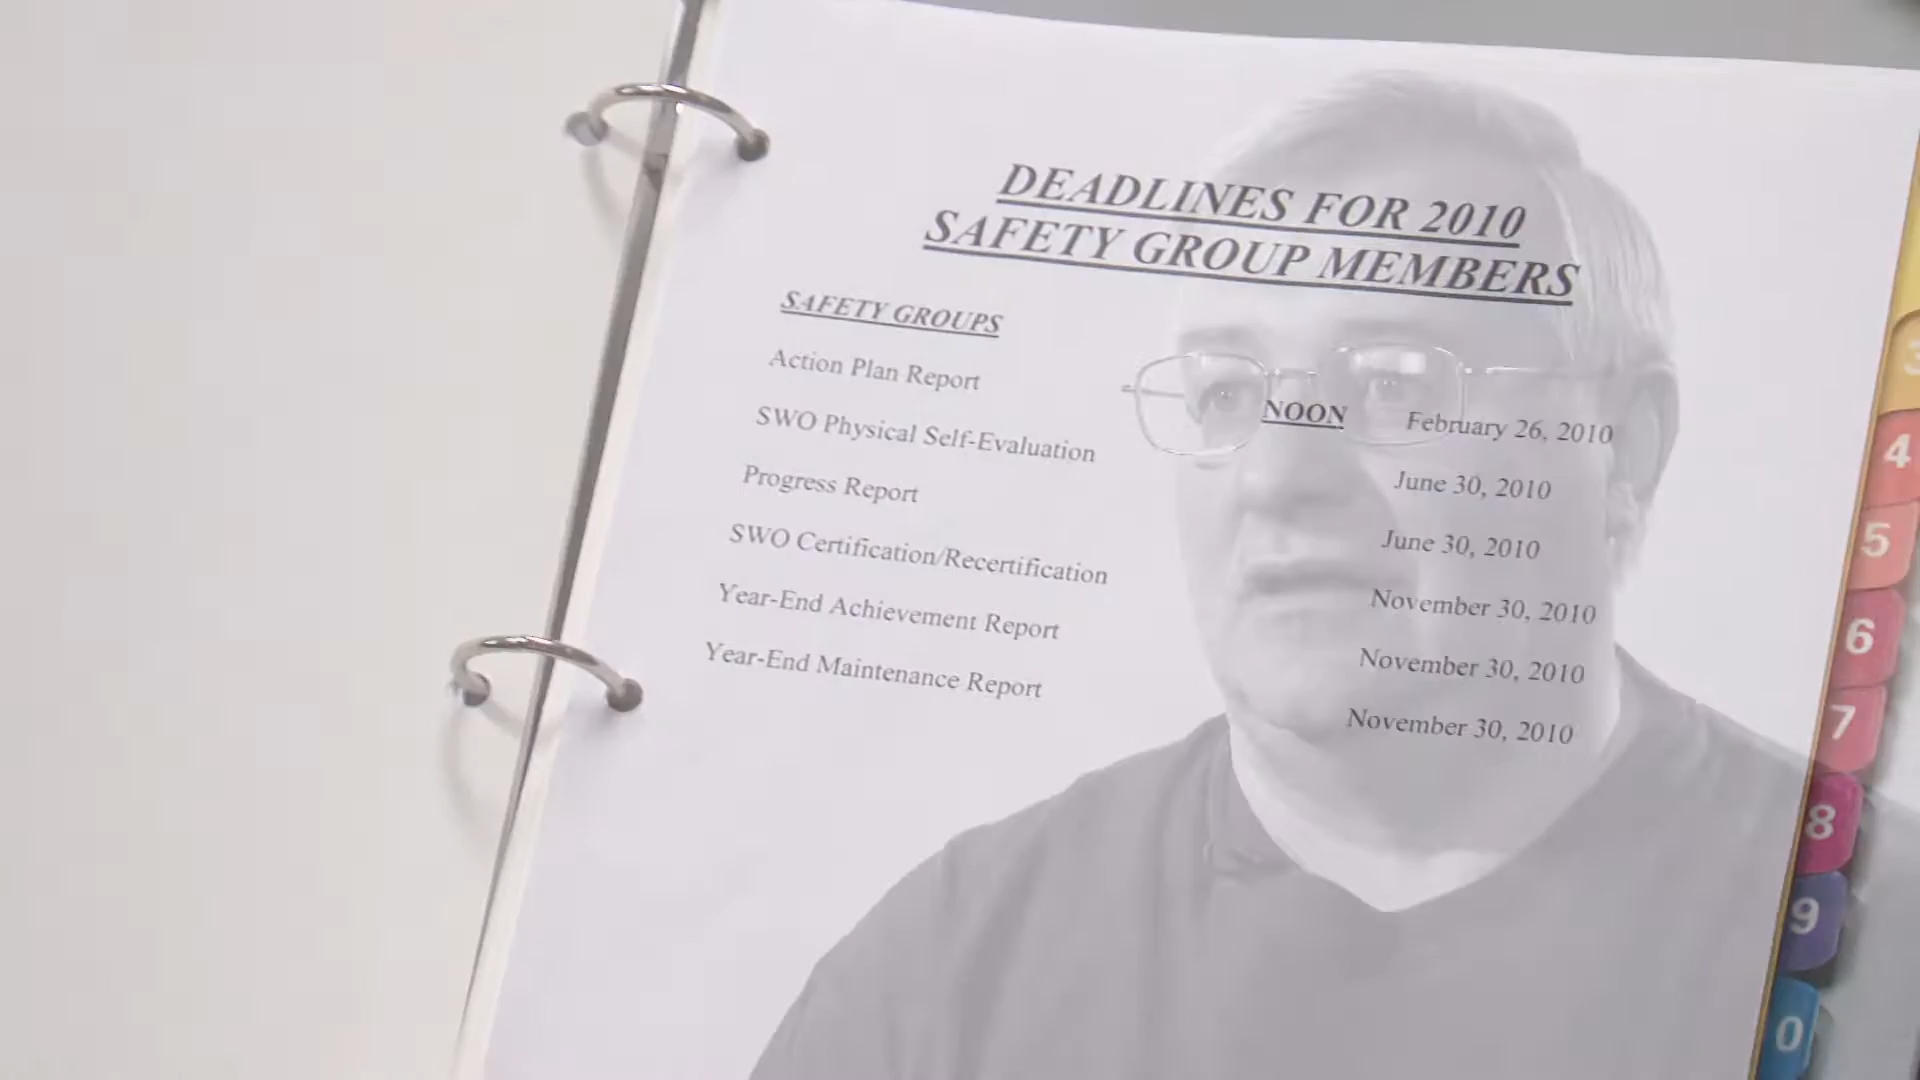 DEADLINES FOR 2010
SAFETY GROUP MEMBERS
SAFETY GROUPS
Action Plan Report NOON February 26, 2010
SWO Physical Self-Evaluation June 30, 2010
Progress Report June 30, 2010
SWO Certification/Recertification November 30, 2010
Year-End Achievement Report November 30, 2010
Year-End Maintenance Report November 30, 2010
3
4
5
6
7
8
9
0